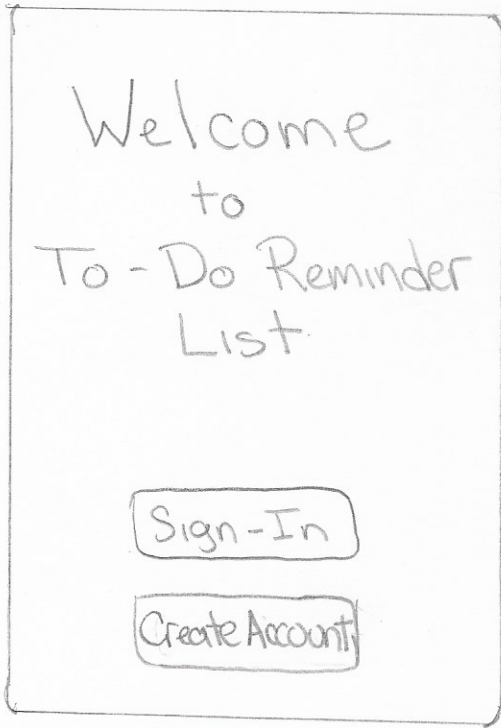 Welcome
to
To-Do Reminder
List
Sign-In
Create Account